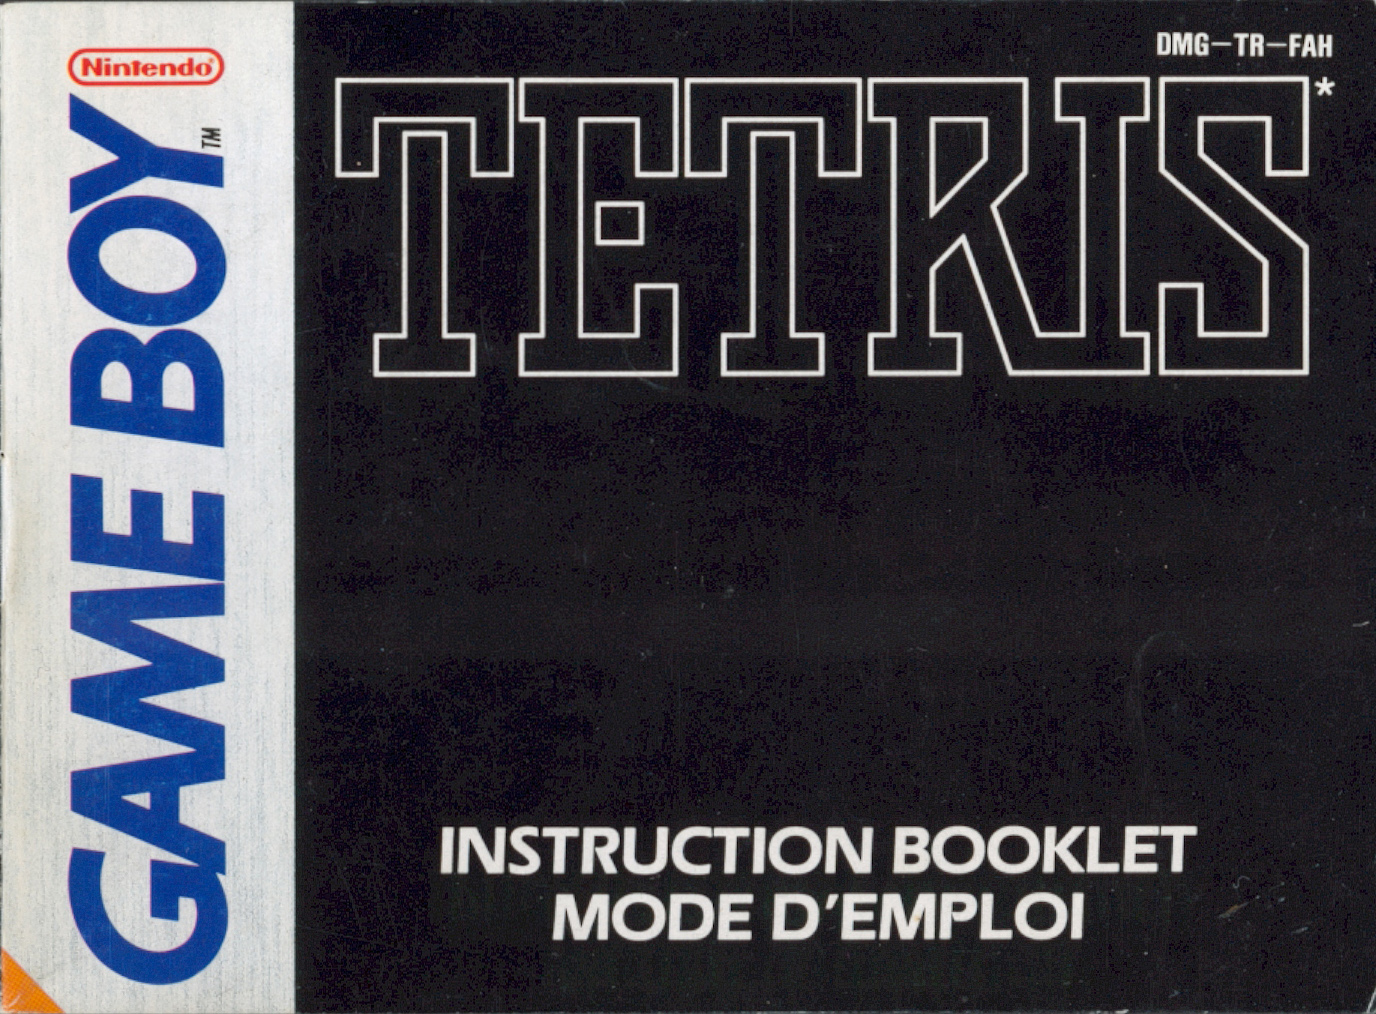 Nintendo®
GAME BOY™
DMG-TR-FAH
TETRIS*
INSTRUCTION BOOKLET
MODE D'EMPLOI